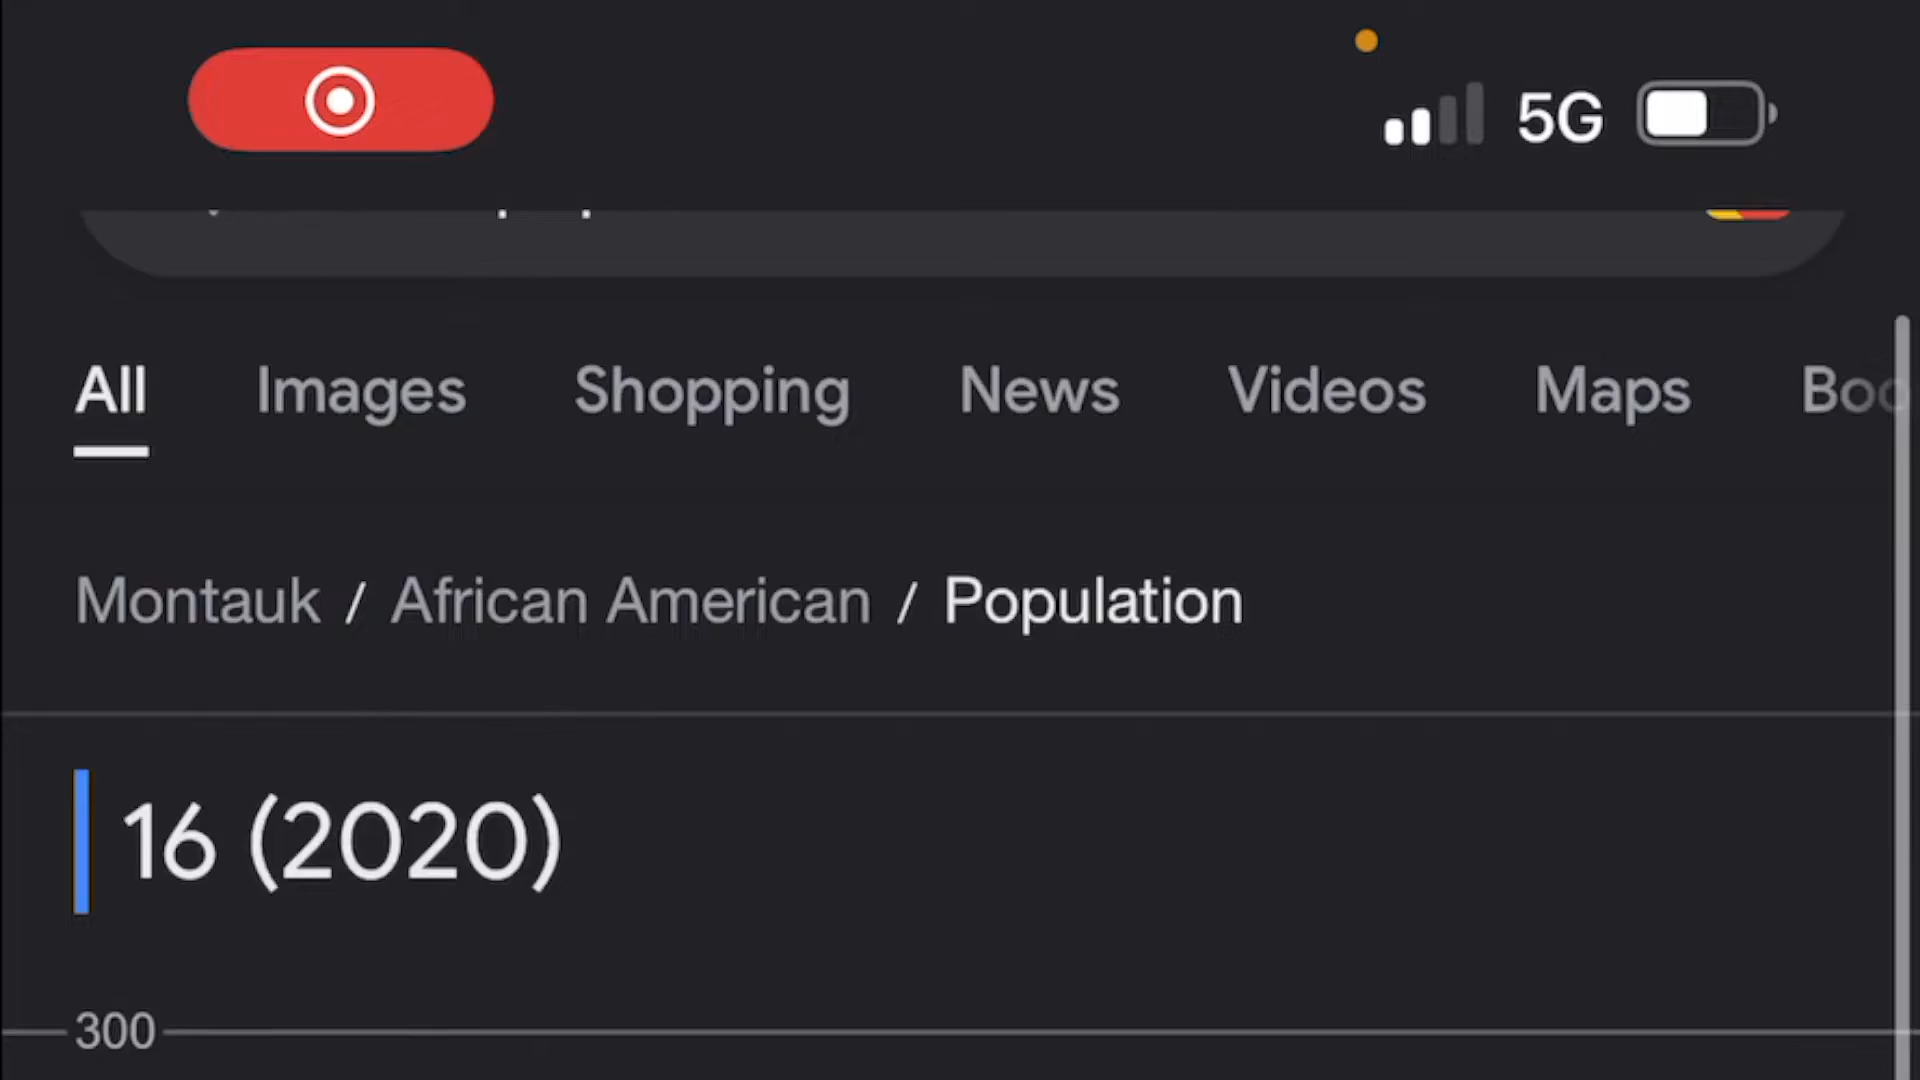 5G
All Images Shopping News Videos Maps
Montauk / African American / Population
16 (2020)
300